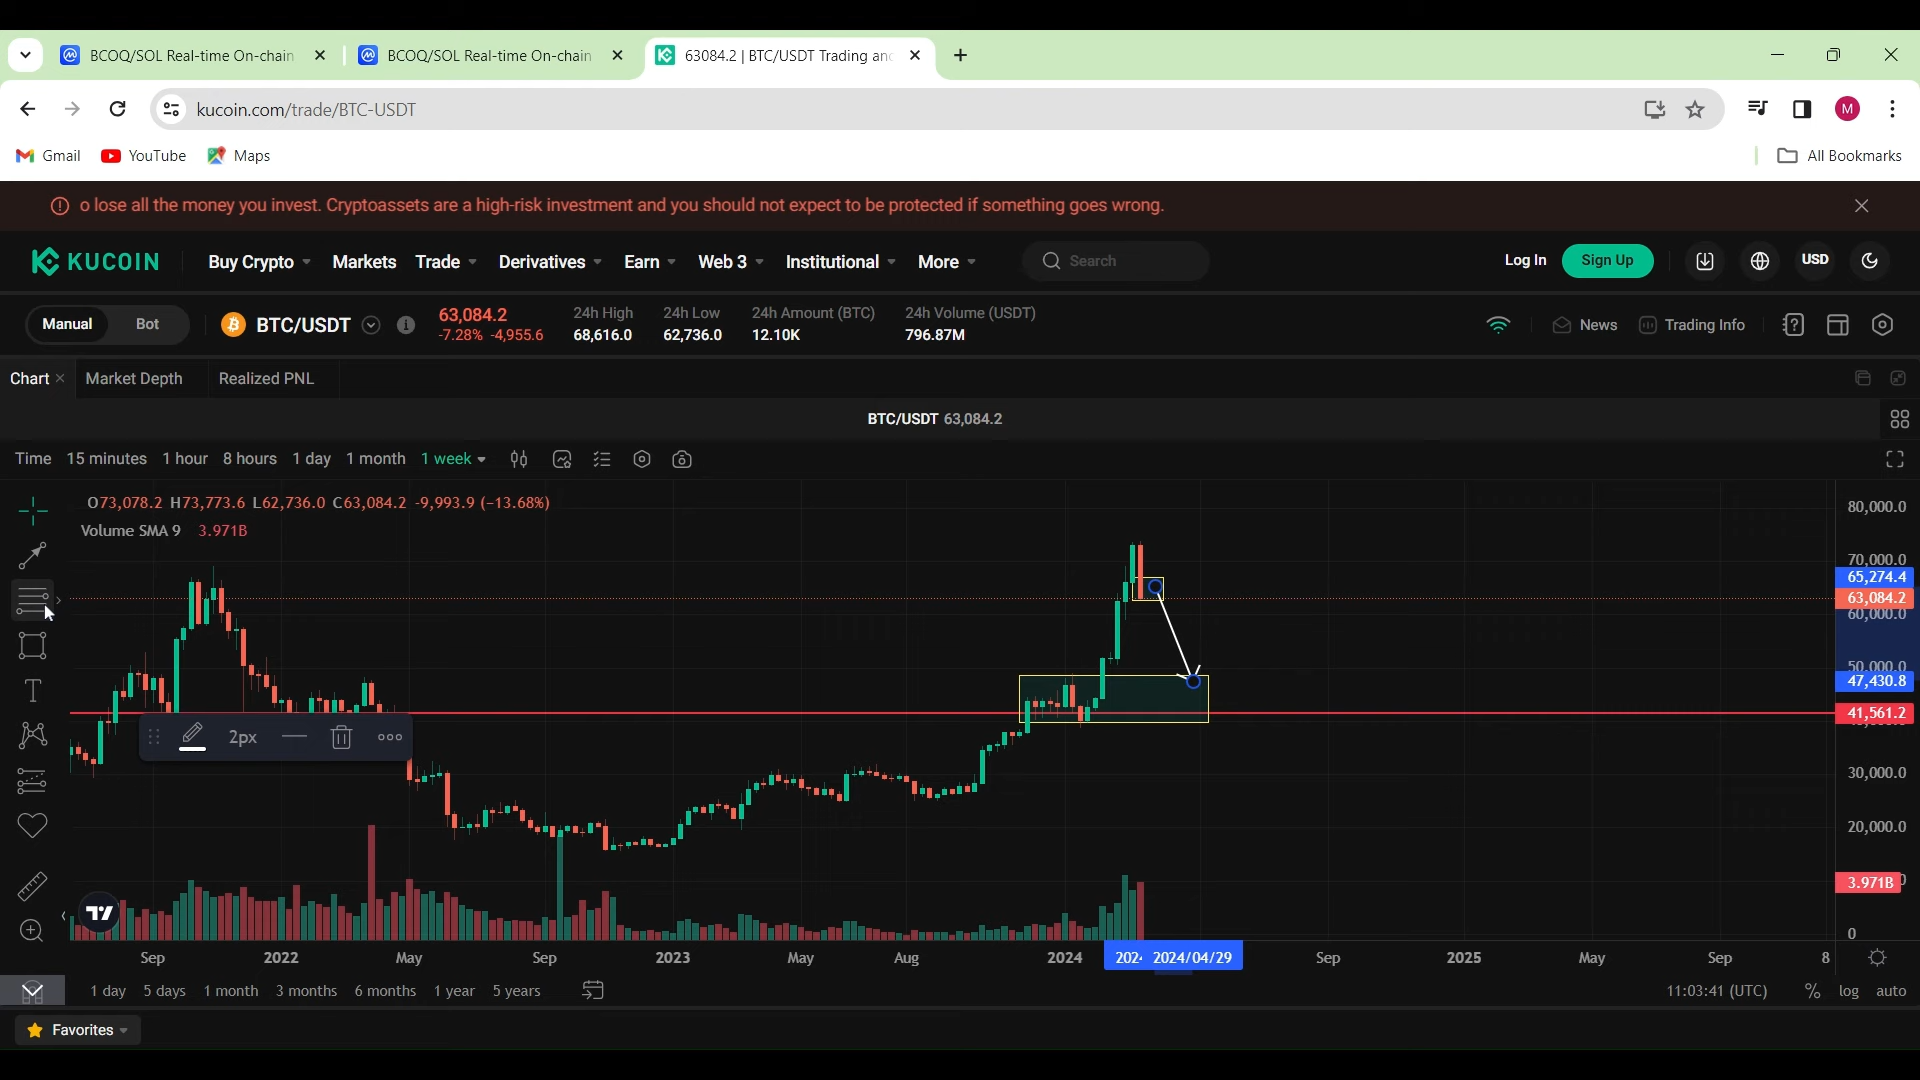 BCOQ/SOL Real-time On-chain
BCOQ/SOL Real-time On-chain
63084.2 | BTC/USDT Trading an
kucoin.com/trade/BTC-USDT
M
Gmail YouTube Maps
All Bookmarks
o lose all the money you invest. Cryptoassets are a high-risk investment and you should not expect to be protected if something goes wrong.
KUCOIN Buy Crypto Markets Trade Derivatives Earn Web 3 Institutional More Search Log In Sign Up USD
Manual Bot BTC/USDT
63,084.2
-7.28% -4,955.6
24h High
68,616.0
24h Low
62,736.0
24h Amount (BTC)
12.10K
24h Volume (USDT)
796.87M
News Trading Info
Chart Market Depth Realized PNL
BTC/USDT 63,084.2
Time 15 minutes 1 hour 8 hours 1 day 1 month 1 week
O73,078.2 H73,773.6 L62,736.0 C63,084.2 -9,993.9 (-13.68%)
Volume SMA 9 3.971B
80,000.0
70,000.0
65,274.4
63,084.2
60,000.0
50,000.0
47,430.8
41,561.2
30,000.0
20,000.0
3.971B
0
T
2px
Sep 2022 May Sep 2023 May Aug 2024 202 2024/04/29 Sep 2025 May Sep 8
1 day 5 days 1 month 3 months 6 months 1 year 5 years
11:03:41 (UTC) % log auto
Favorites